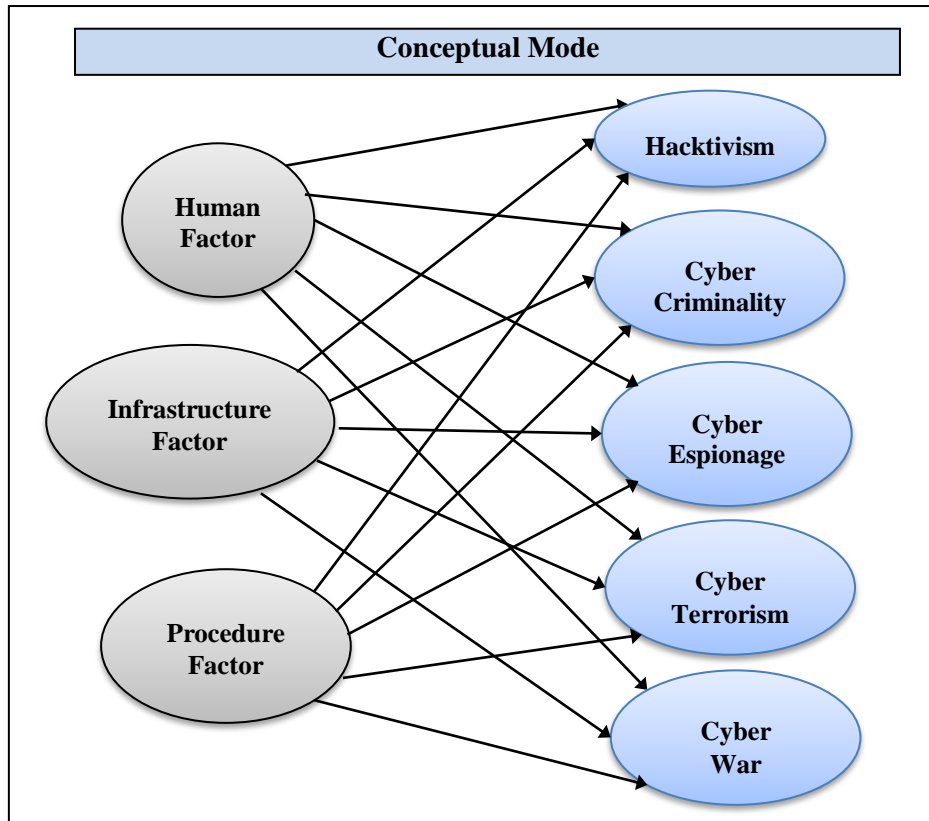 Conceptual Mode
Hacktivism
Human
Factor
Cyber
Criminality
Infrastructure
Factor
Cyber
Espionage
Cyber
Terrorism
Procedure
Factor
Cyber
War